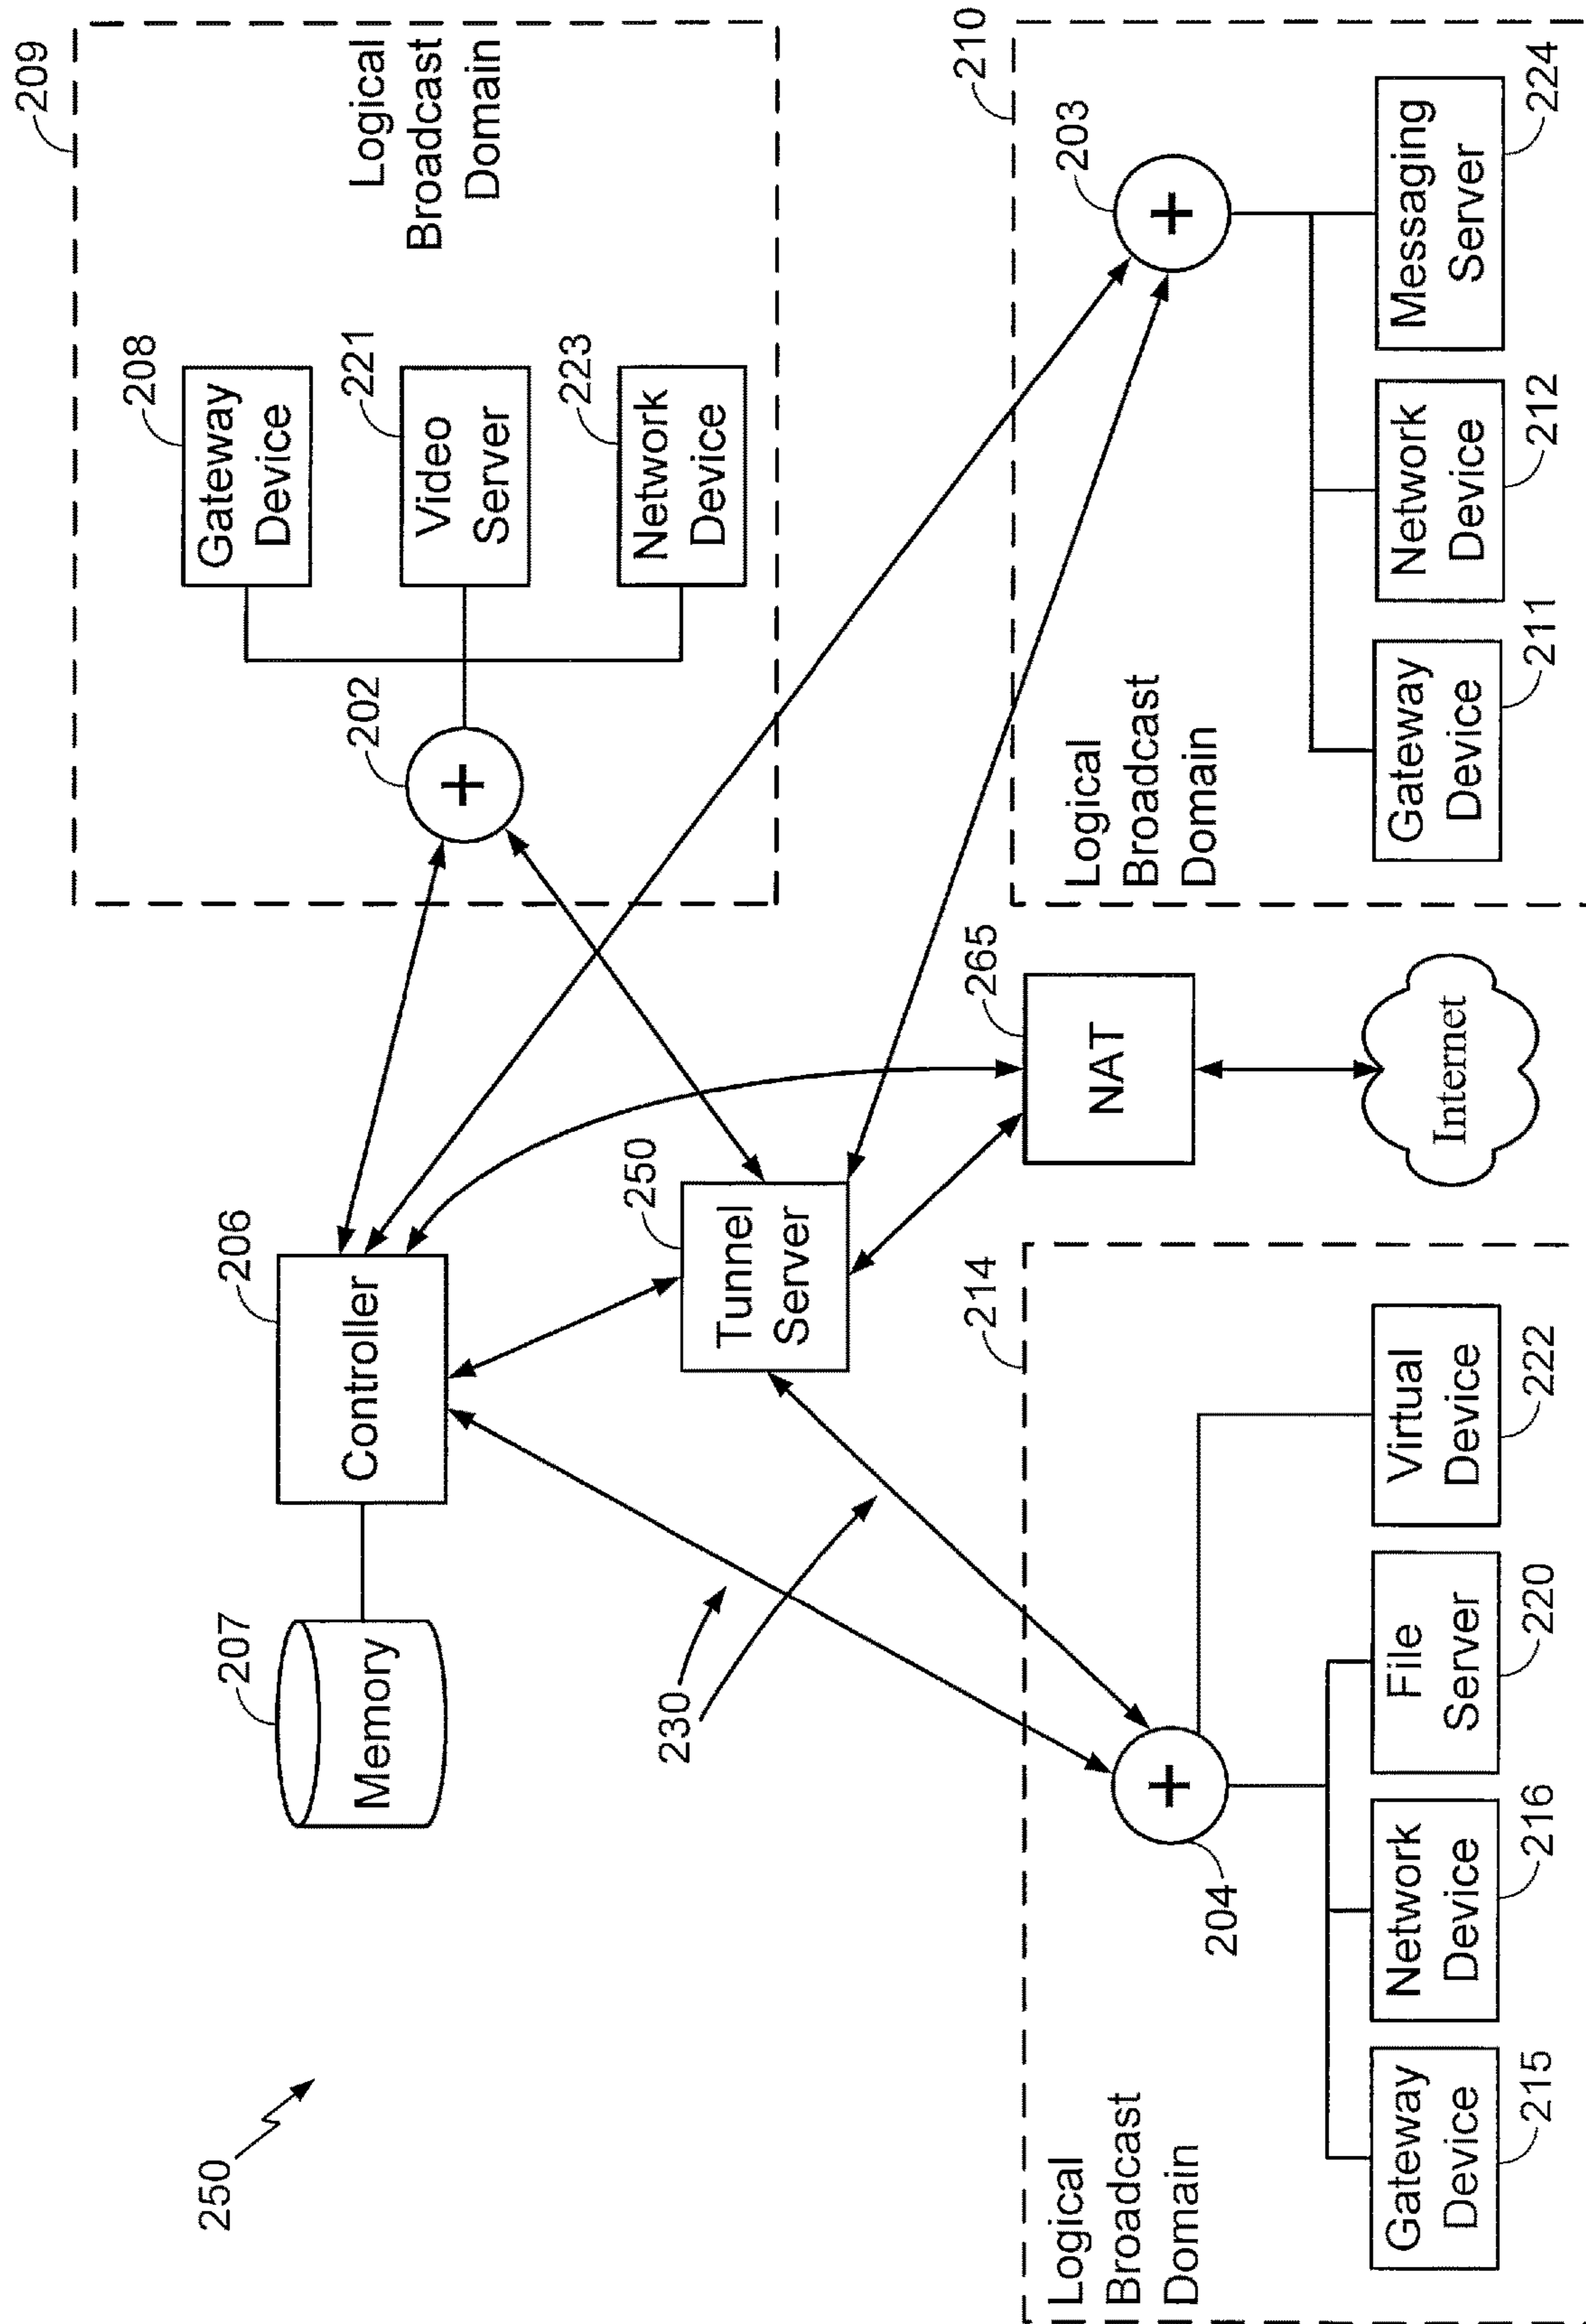 250
207
Memory
206
Controller
230
250
Tunnel
Server
202
208
Gateway
Device
221
Video
Server
223
Network
Device
209
Logical
Broadcast
Domain
214
Logical
Broadcast
Domain
204
Gateway
Device
215
Network
Device
216
File
Server
220
Virtual
Device
222
265
NAT
Internet
210
Logical
Broadcast
Domain
203
Gateway
Device
211
Network
Device
212
Messaging
Server
224